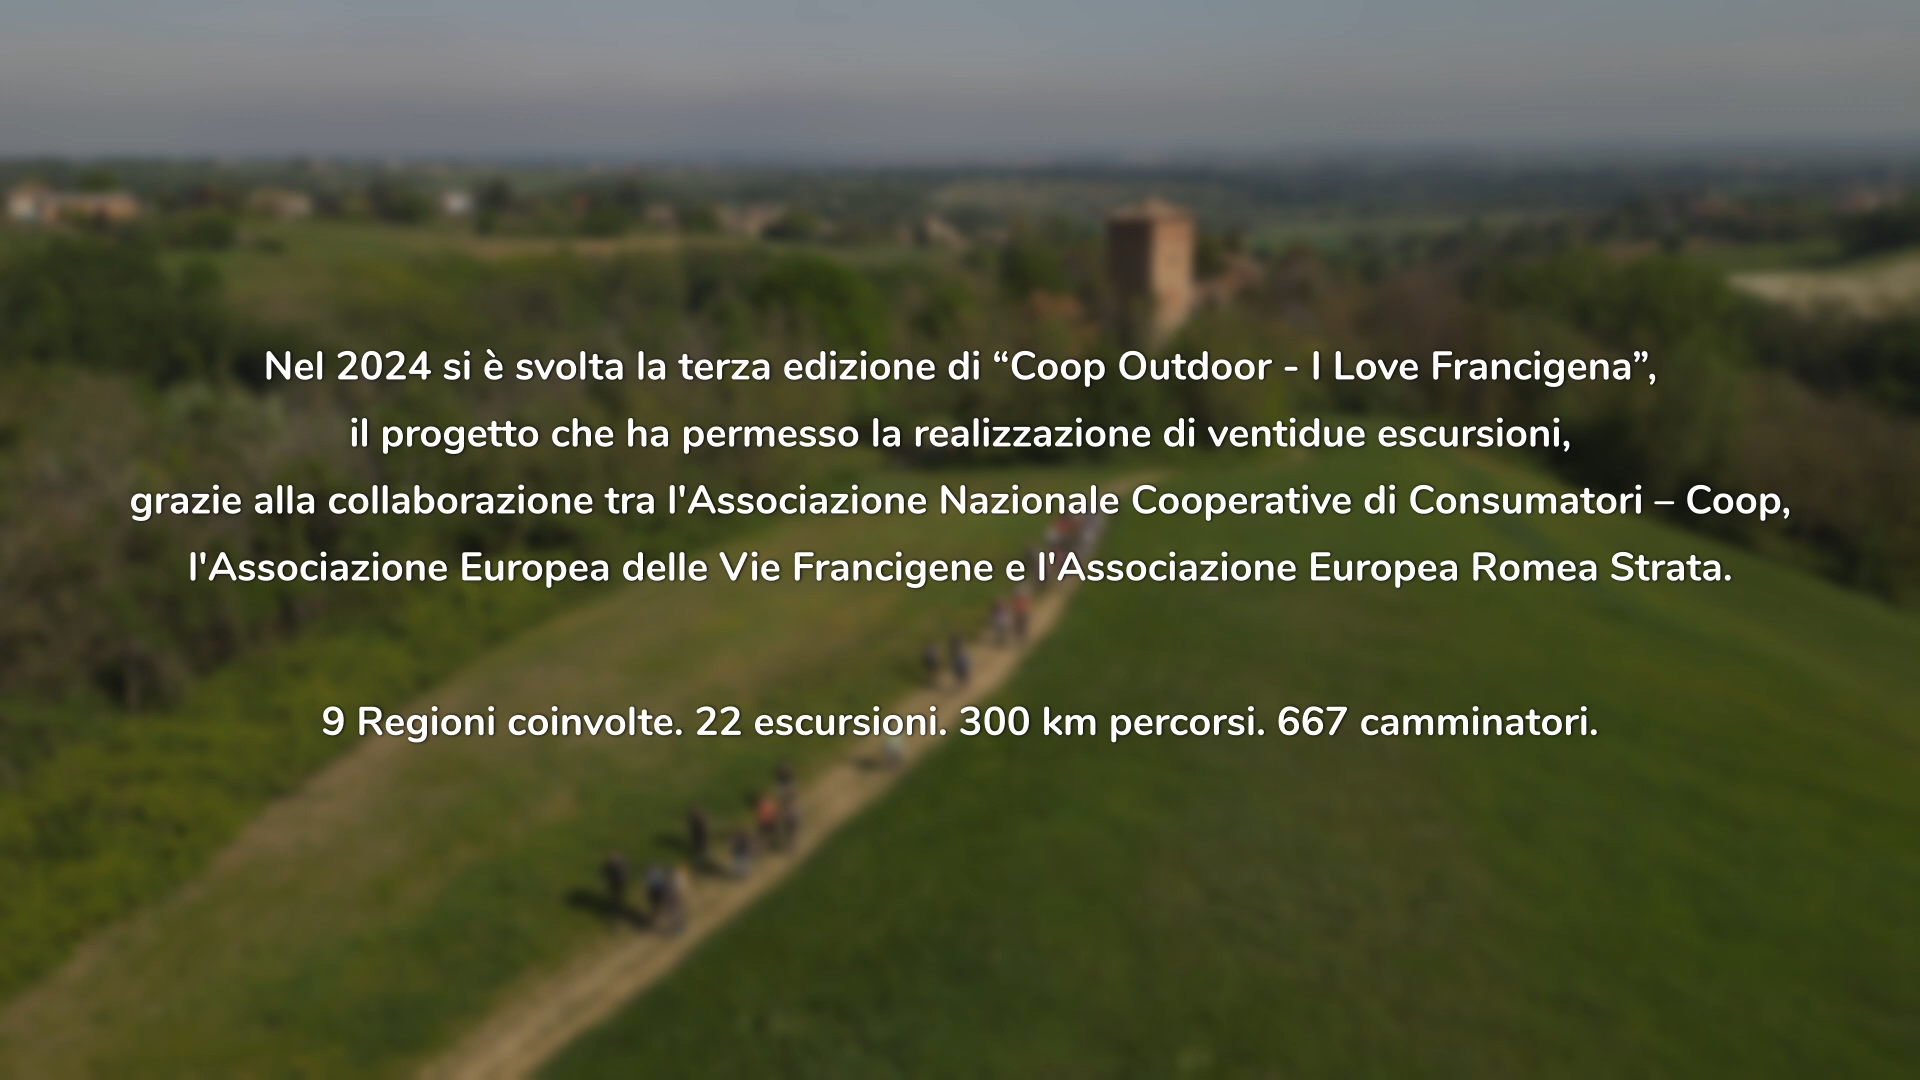 Nel 2024 si è svolta la terza edizione di “Coop Outdoor - I Love Francigena”,
il progetto che ha permesso la realizzazione di ventidue escursioni,
grazie alla collaborazione tra l'Associazione Nazionale Cooperative di Consumatori – Coop,
l'Associazione Europea delle Vie Francigene e l'Associazione Europea Romea Strata.
9 Regioni coinvolte. 22 escursioni. 300 km percorsi. 667 camminatori.